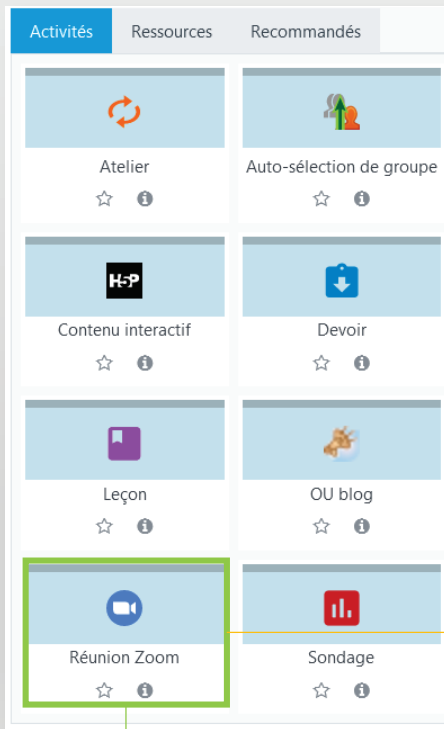 Activités Ressources Recommandés
Atelier Auto-sélection de groupe
H5P
Contenu interactif Devoir
Leçon OU blog
Réunion Zoom Sondage